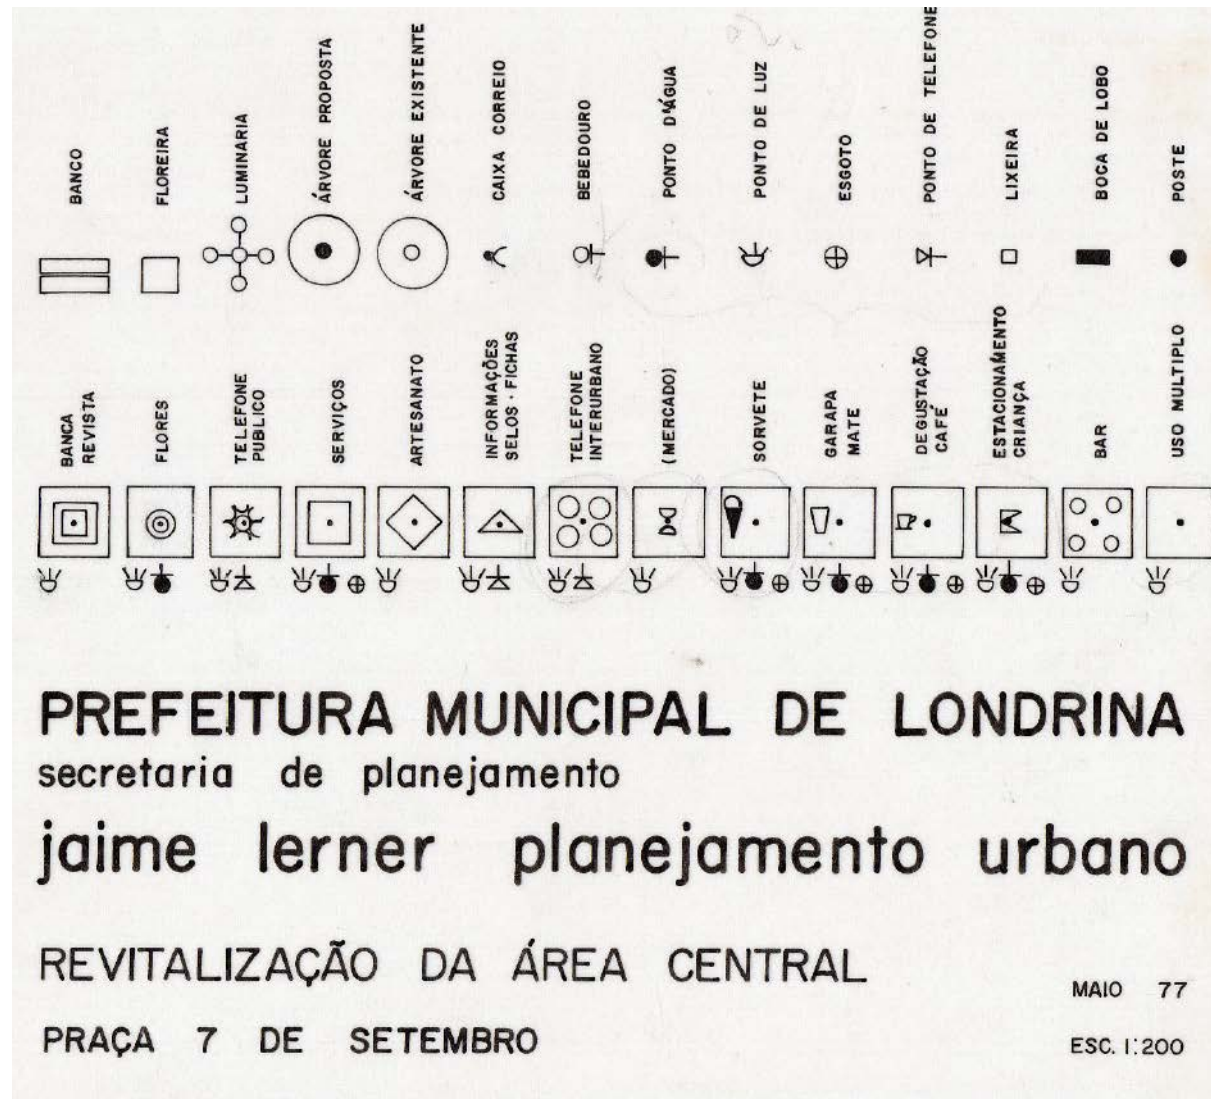 BANCO
FLOREIRA
LUMINARIA
ÁRVORE PROPOSTA
ÁRVORE EXISTENTE
CAIXA CORREIO
BEBEDOURO
PONTO D'ÁGUA
PONTO DE LUZ
ESGOTO
PONTO DE TELEFONE
LIXEIRA
BOCA DE LOBO
POSTE
BANCA
REVISTA
FLORES
TELEFONE
PUBLICO
SERVIÇOS
ARTESANATO
INFORMAÇÕES
SELOS · FICHAS
TELEFONE
INTERURBANO
(MERCADO)
SORVETE
GARAPA
MATE
DEGUSTAÇÃO
CAFÉ
ESTACIONAMENTO
CRIANÇA
BAR
USO MULTIPLO
PREFEITURA MUNICIPAL DE LONDRINA
secretaria de planejamento
jaime lerner planejamento urbano
REVITALIZAÇÃO DA ÁREA CENTRAL
MAIO 77
PRAÇA 7 DE SETEMBRO
ESC. 1:200